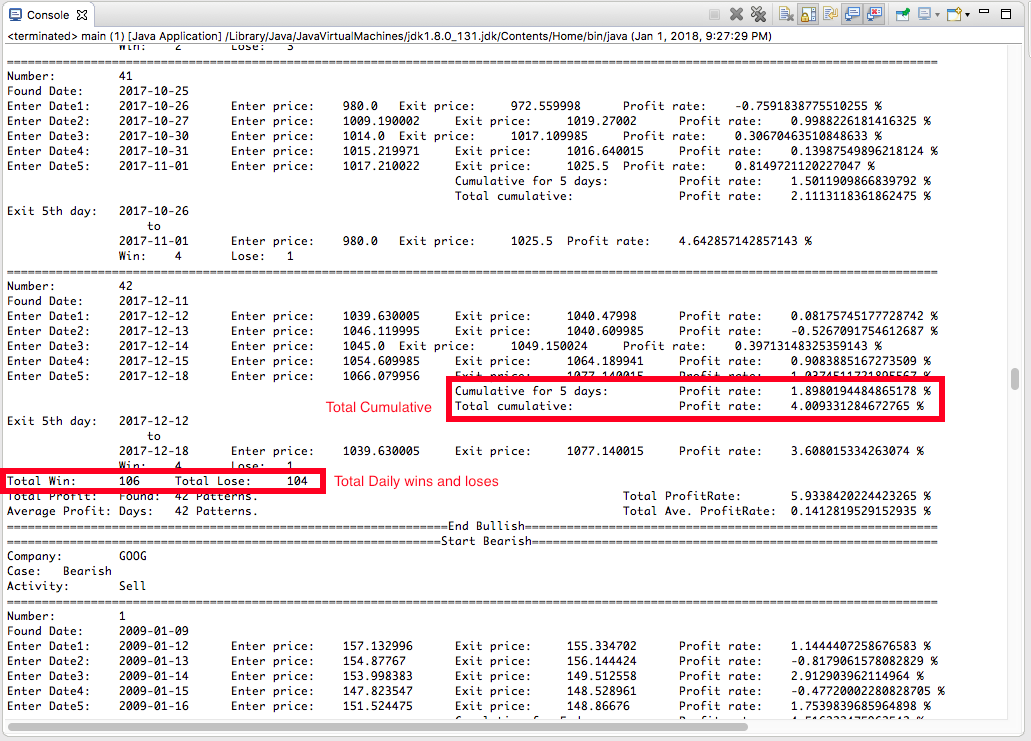 Console
<terminated> main (1) [Java Application] /Library/Java/JavaVirtualMachines/jdk1.8.0_131.jdk/Contents/Home/bin/java (Jan 1, 2018, 9:27:29 PM)
Win: 2 Lose: 3
Number: 41
Found Date: 2017-10-25
Enter Date1: 2017-10-26 Enter price: 980.0 Exit price: 972.559998 Profit rate: -0.7591838775510255 %
Enter Date2: 2017-10-27 Enter price: 1009.190002 Exit price: 1019.27002 Profit rate: 0.9988226181416325 %
Enter Date3: 2017-10-30 Enter price: 1014.0 Exit price: 1017.109985 Profit rate: 0.30670463510848633 %
Enter Date4: 2017-10-31 Enter price: 1015.219971 Exit price: 1016.640015 Profit rate: 0.13987549896218124 %
Enter Date5: 2017-11-01 Enter price: 1017.210022 Exit price: 1025.5 Profit rate: 0.8149721120227047 %
Cumulative for 5 days: Profit rate: 1.5011909866839792 %
Total cumulative: Profit rate: 2.1113118361862475 %
Exit 5th day: 2017-10-26
to
2017-11-01 Enter price: 980.0 Exit price: 1025.5 Profit rate: 4.642857142857143 %
Win: 4 Lose: 1
Number: 42
Found Date: 2017-12-11
Enter Date1: 2017-12-12 Enter price: 1039.630005 Exit price: 1040.47998 Profit rate: 0.08175745177728742 %
Enter Date2: 2017-12-13 Enter price: 1046.119995 Exit price: 1040.609985 Profit rate: -0.5267091754612687 %
Enter Date3: 2017-12-14 Enter price: 1045.0 Exit price: 1049.150024 Profit rate: 0.39713148325359143 %
Enter Date4: 2017-12-15 Enter price: 1054.609985 Exit price: 1064.189941 Profit rate: 0.9083885167273509 %
Enter Date5: 2017-12-18 Enter price: 1066.079956 Exit price: 1077.140015 Profit rate: 1.0374511721895567 %
Cumulative for 5 days: Profit rate: 1.8980194484865178 %
Total Cumulative
Total cumulative: Profit rate: 4.009331284672765 %
Exit 5th day: 2017-12-12
to
2017-12-18 Enter price: 1039.630005 Exit price: 1077.140015 Profit rate: 3.608015334263074 %
Win: 4 Lose: 1
Total Win: 106 Total Lose: 104 Total Daily wins and loses
Total Profit: Found: 42 Patterns. Total ProfitRate: 5.9338420224423265 %
Average Profit: Days: 42 Patterns. Total Ave. ProfitRate: 0.1412819529152935 %
End Bullish
Start Bearish
Company: GOOG
Case: Bearish
Activity: Sell
Number: 1
Found Date: 2009-01-09
Enter Date1: 2009-01-12 Enter price: 157.132996 Exit price: 155.334702 Profit rate: 1.1444407258676583 %
Enter Date2: 2009-01-13 Enter price: 154.87767 Exit price: 156.144424 Profit rate: -0.8179061578082829 %
Enter Date3: 2009-01-14 Enter price: 153.998383 Exit price: 149.512558 Profit rate: 2.912903962114964 %
Enter Date4: 2009-01-15 Enter price: 147.823547 Exit price: 148.528961 Profit rate: -0.47720002280828705 %
Enter Date5: 2009-01-16 Enter price: 151.524475 Exit price: 148.86676 Profit rate: 1.7539839685964898 %